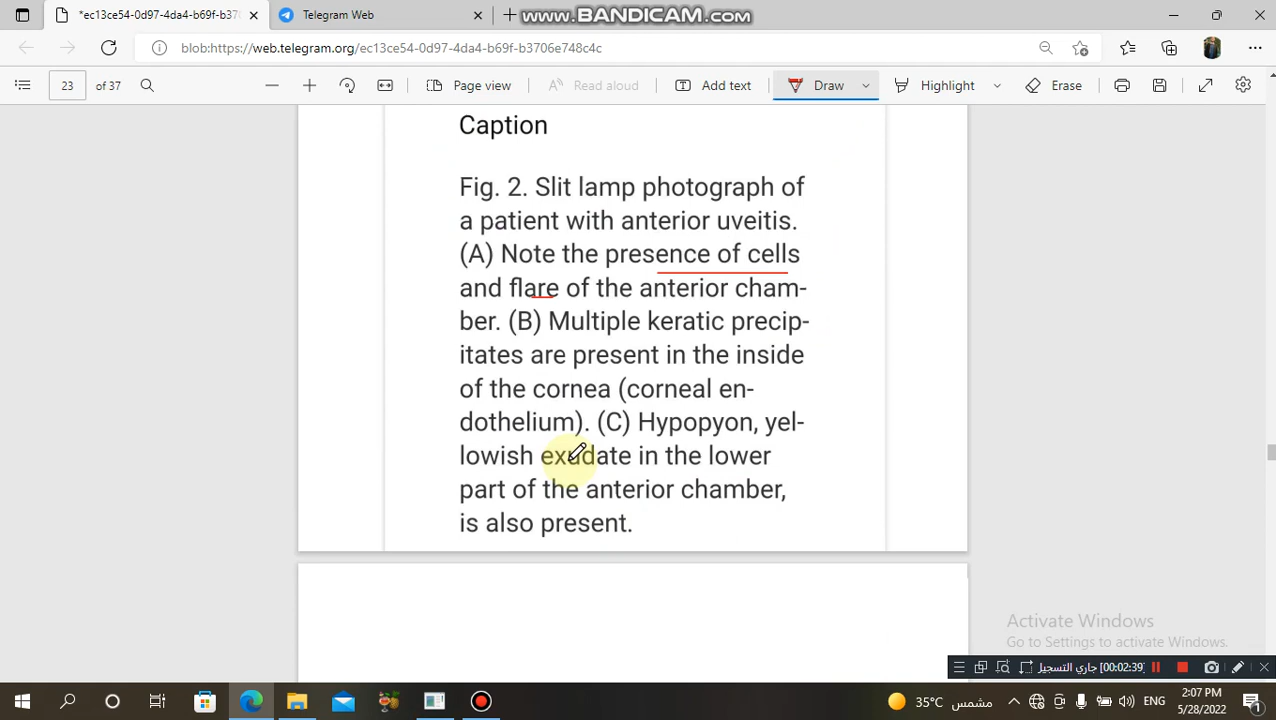 *ec13ce54-0d97-4da4-b69f-b370
Telegram Web
WWW.BANDICAM.COM
blob:https://web.telegram.org/ec13ce54-0d97-4da4-b69f-b3706e748c4c
23 of 37
Page view
Read aloud
Add text
Draw
Highlight
Erase
Caption
Fig. 2. Slit lamp photograph of
a patient with anterior uveitis.
(A) Note the presence of cells
and flare of the anterior cham-
ber. (B) Multiple keratic precip-
itates are present in the inside
of the cornea (corneal en-
dothelium). (C) Hypopyon, yel-
lowish exudate in the lower
part of the anterior chamber,
is also present.
Activate Windows
Go to Settings to activate Windows.
[00:02:39] جاري التسجيل
35° مشمس
ENG
2:07 PM
5/28/2022
1